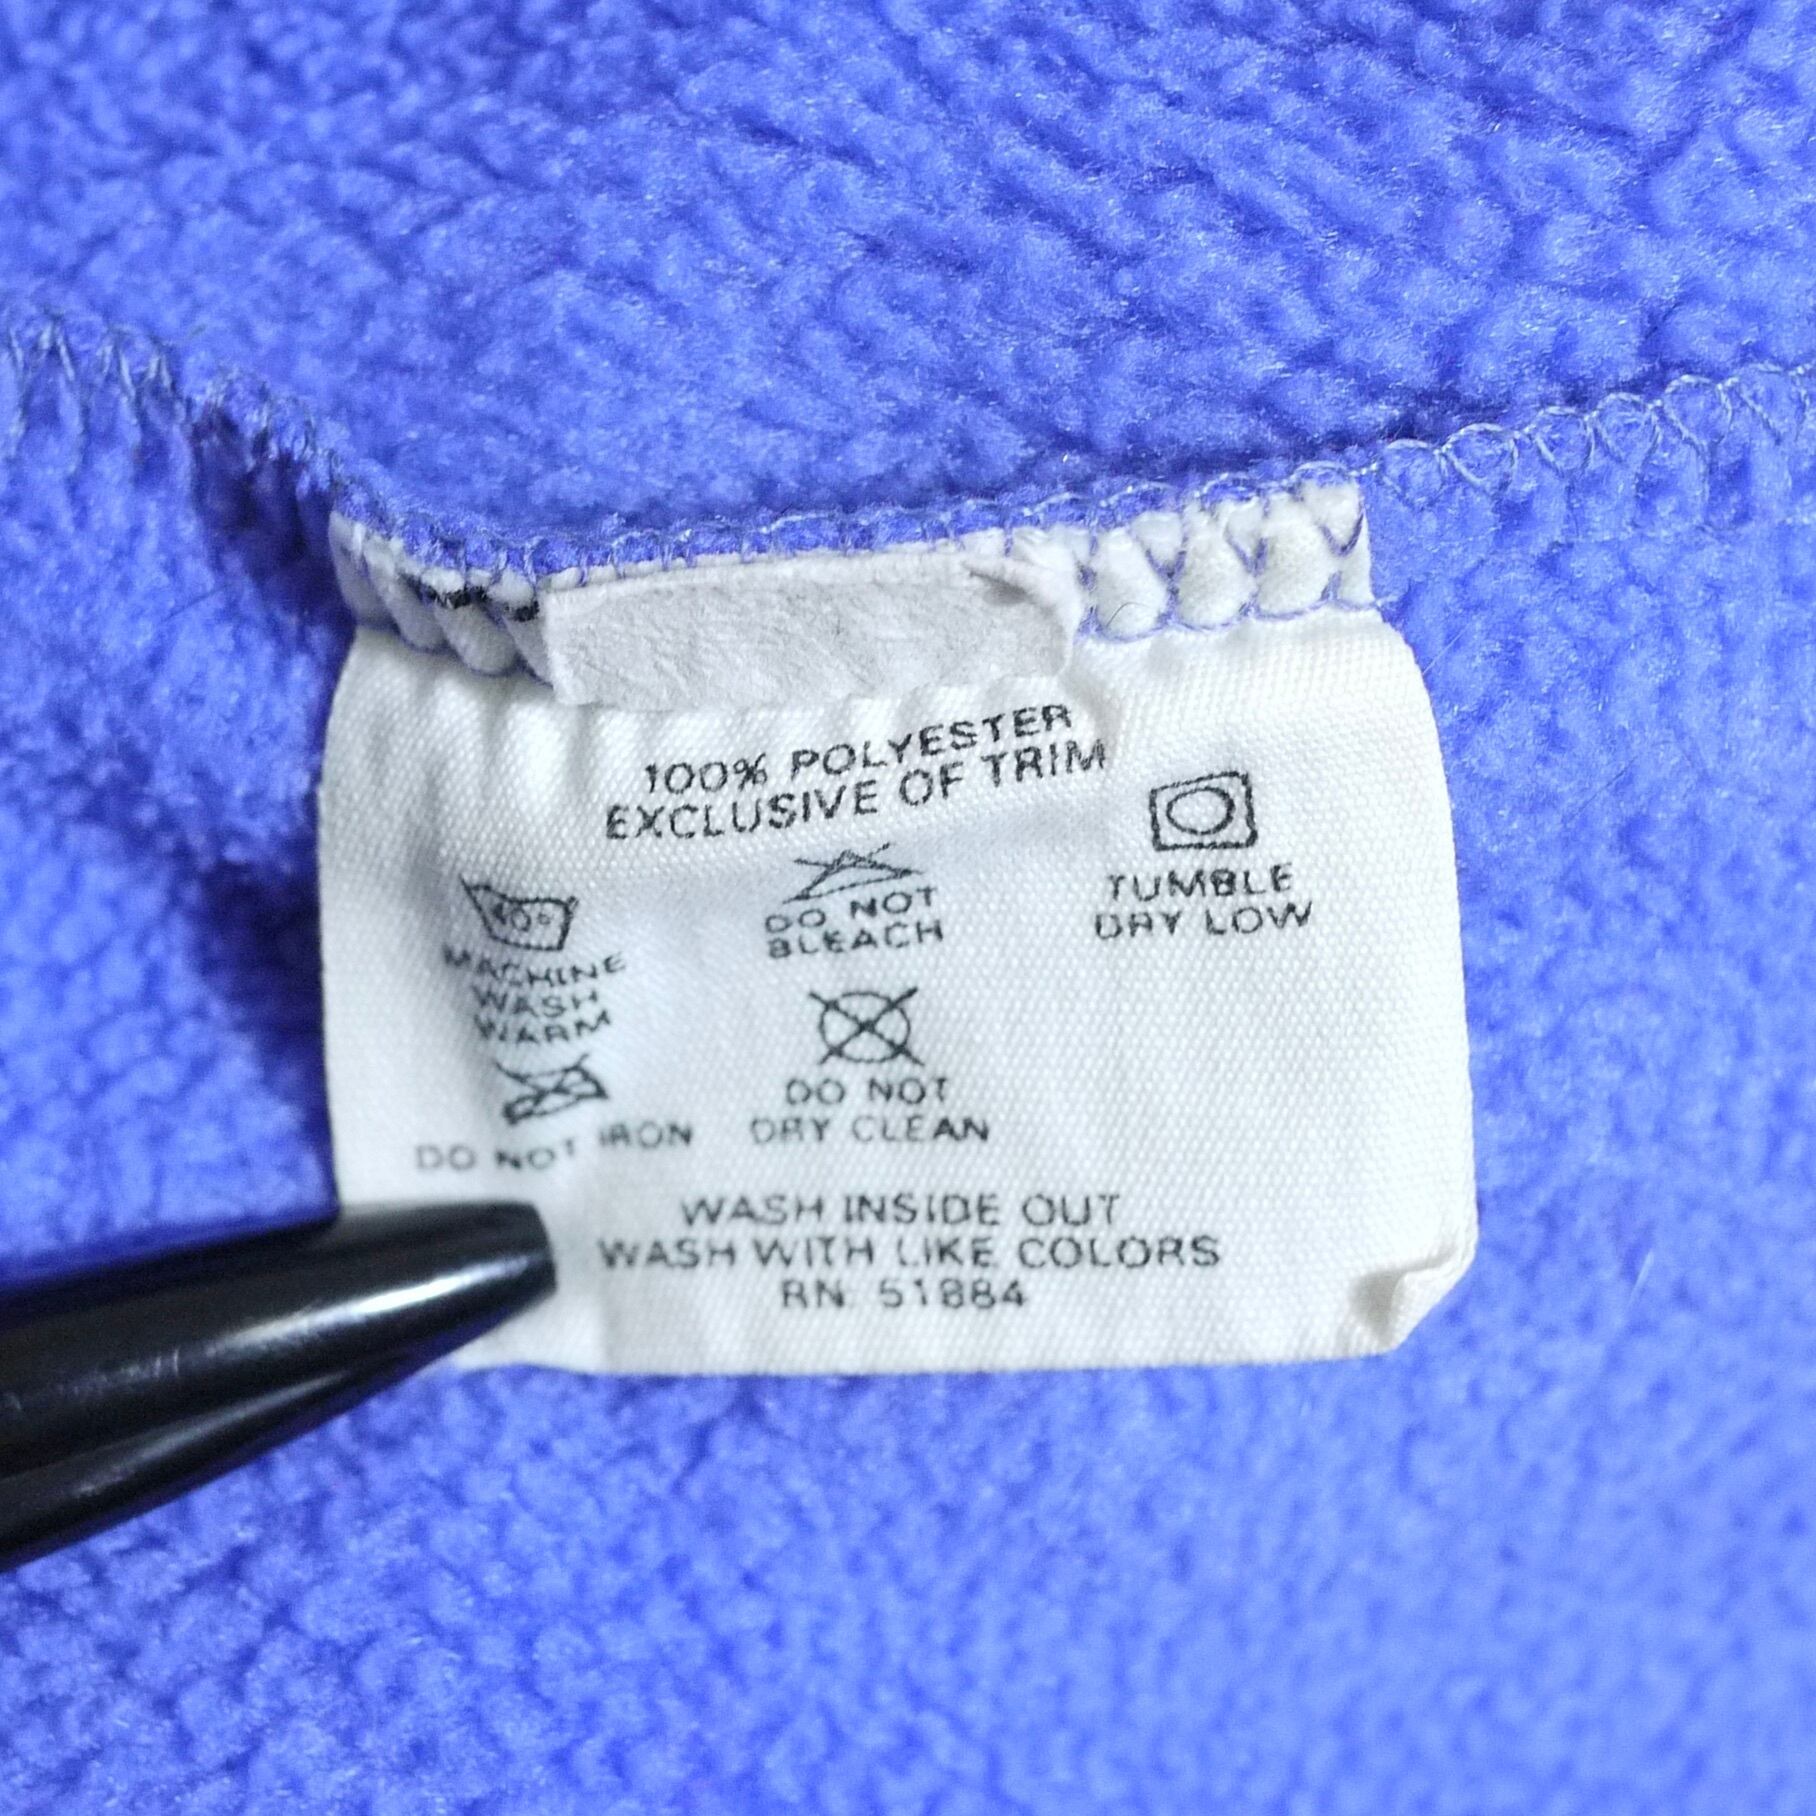 100% POLYESTER
EXCLUSIVE OF TRIM
40°
MACHINE
WASH
WARM
DO NOT
BLEACH
TUMBLE
DRY LOW
DO NOT IRON
DO NOT
DRY CLEAN
WASH INSIDE OUT
WASH WITH LIKE COLORS
RN 51884